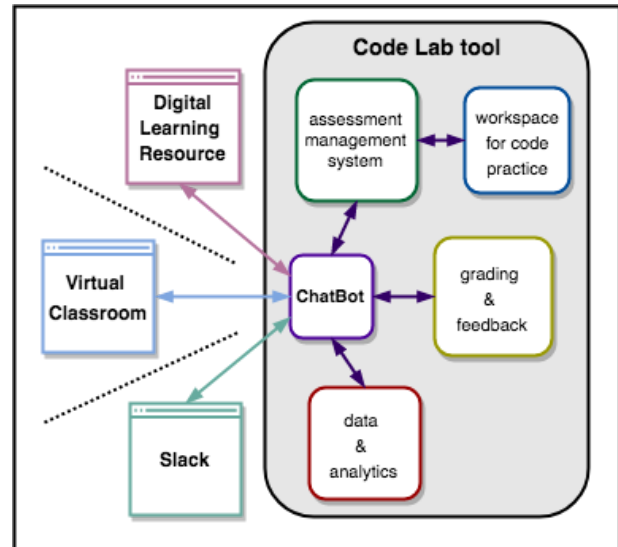 Code Lab tool
Digital
Learning
Resource
assessment
management
system
workspace
for code
practice
Virtual
Classroom
ChatBot
grading
&
feedback
Slack
data
&
analytics